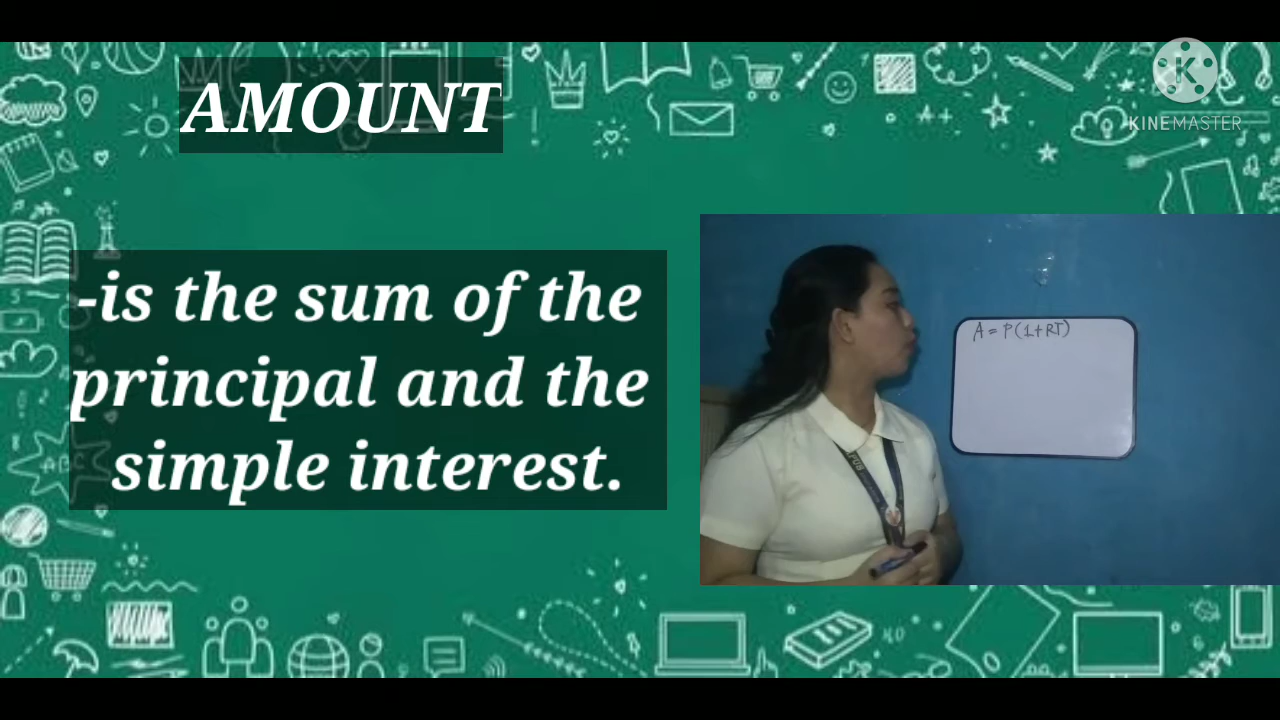 AMOUNT
KINEMASTER
-is the sum of the
principal and the
simple interest.
A = P(1+RT)